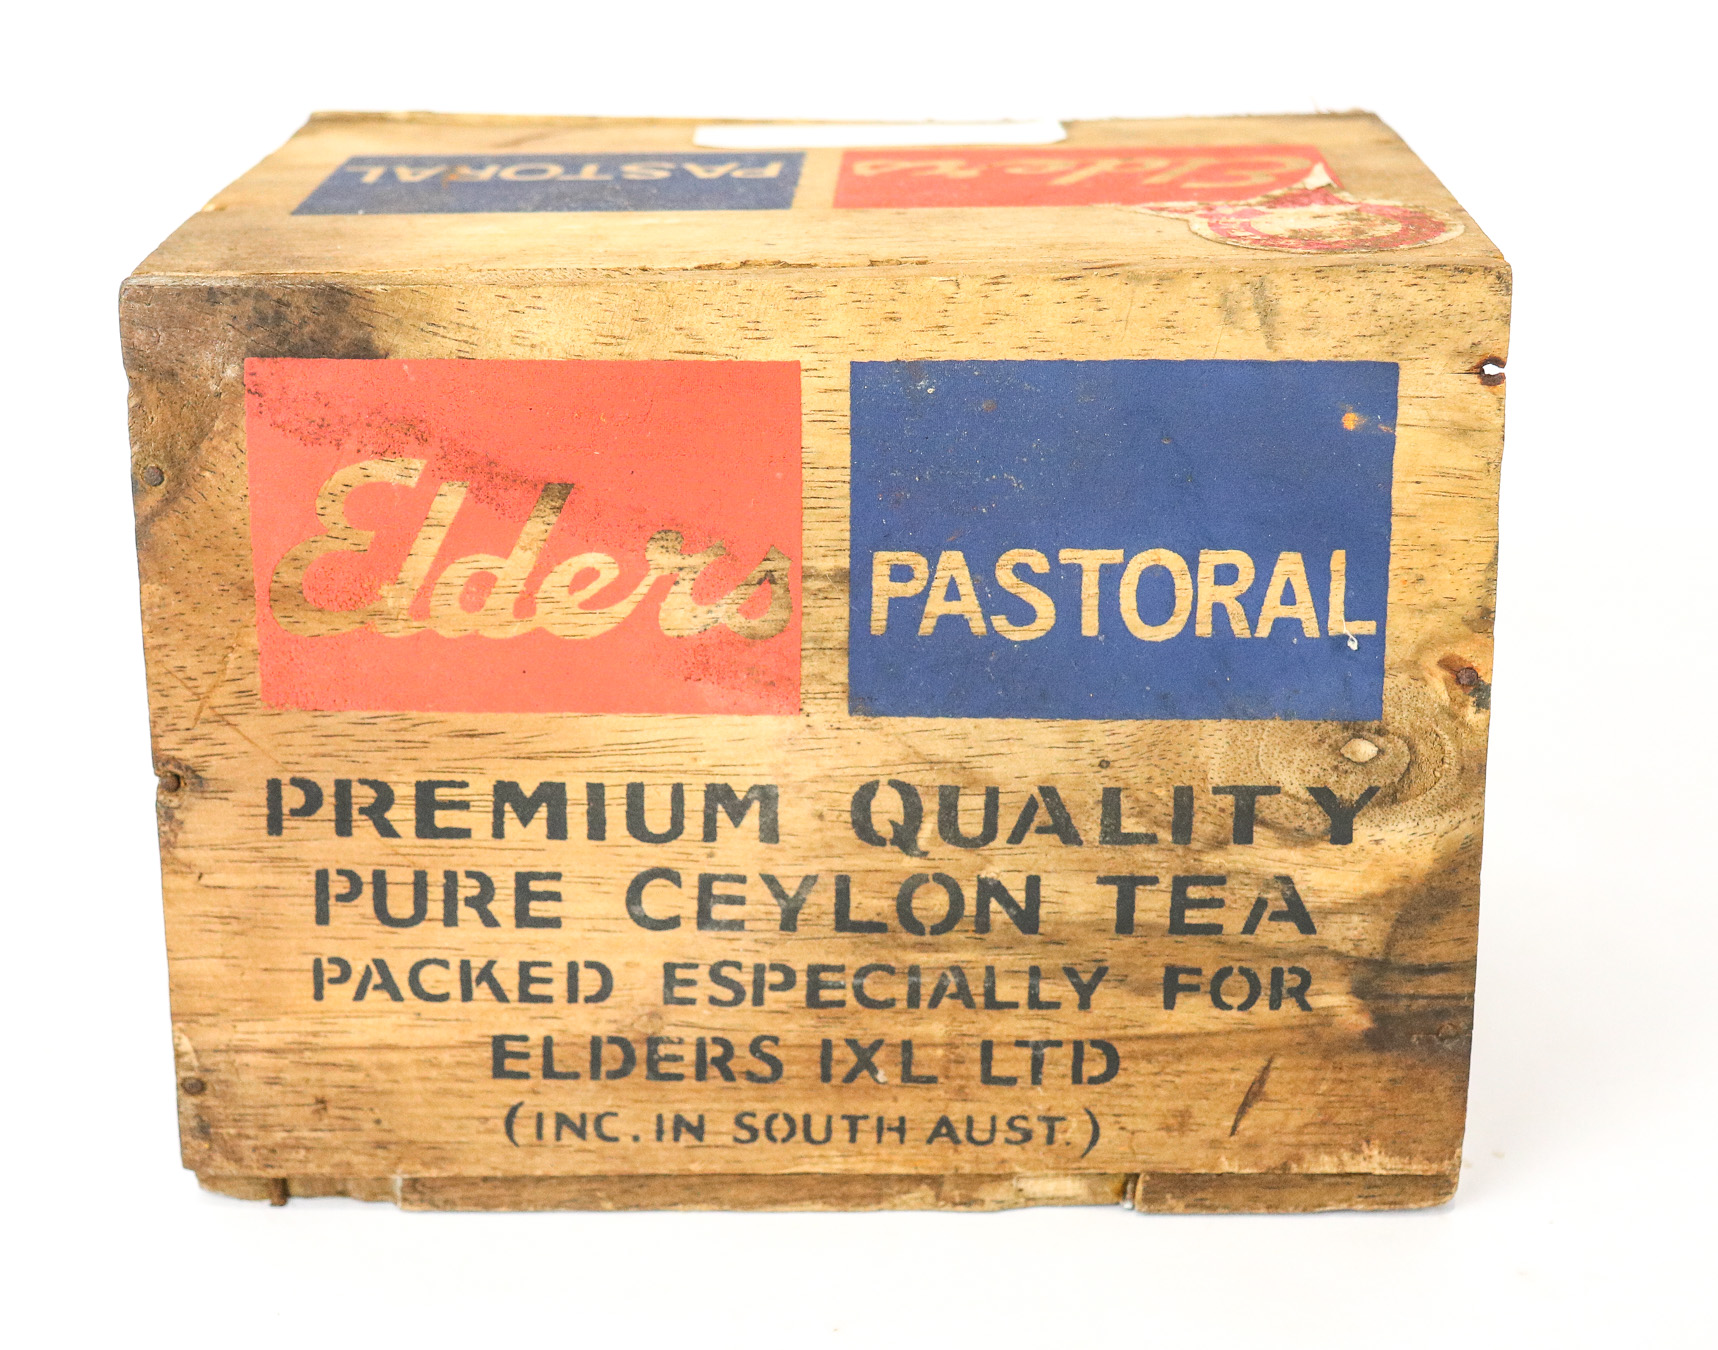 PASTORAL Elders
Elders PASTORAL
PREMIUM QUALITY
PURE CEYLON TEA
PACKED ESPECIALLY FOR
ELDERS IXL LTD
(INC. IN SOUTH AUST.)